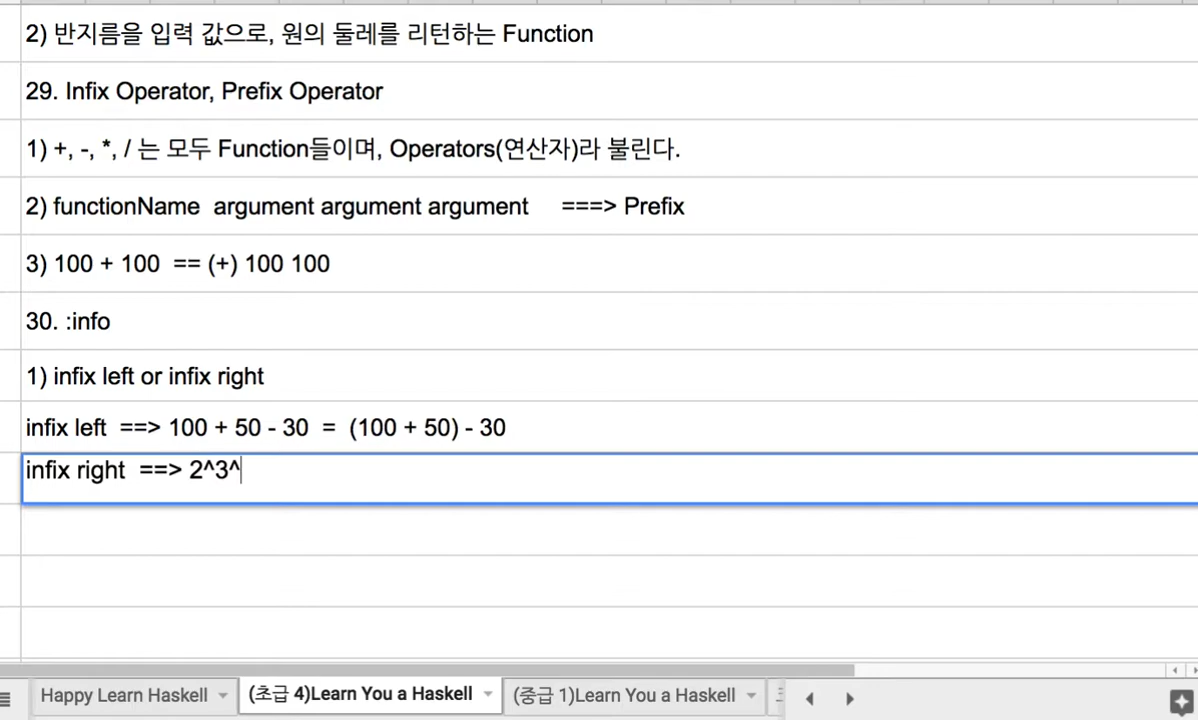 2) 반지름을 입력 값으로, 원의 둘레를 리턴하는 Function
29. Infix Operator, Prefix Operator
1) +, -, *, / 는 모두 Function들이며, Operators(연산자)라 불린다.
2) functionName  argument argument argument     ===> Prefix
3) 100 + 100  == (+) 100 100
30. :info
1) infix left or infix right
infix left  ==> 100 + 50 - 30  =  (100 + 50) - 30
infix right  ==> 2^3^
Happy Learn Haskell (초급 4)Learn You a Haskell (중급 1)Learn You a Haskell